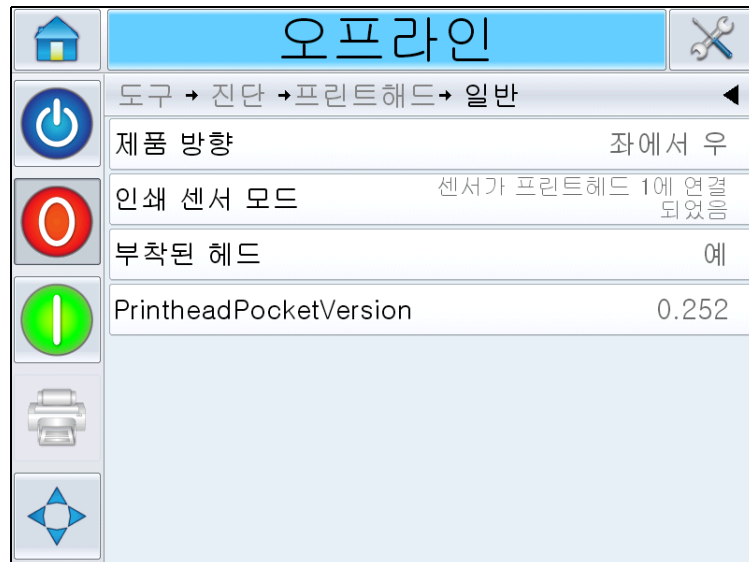 오프라인
도구 → 진단 →프린트해드→ 일반
제품 방향 좌에서 우
인쇄 센서 모드 센서가 프린트헤드 1에 연결
되었음
부착된 헤드 예
PrintheadPocketVersion 0.252